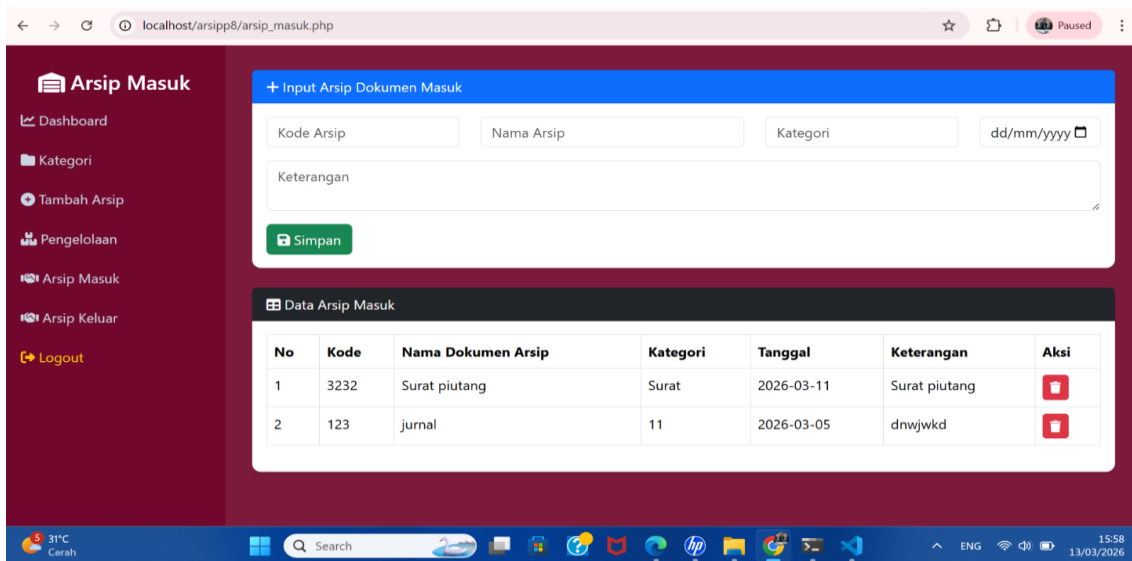 localhost/arsipp8/arsip_masuk.php
Paused
Arsip Masuk
Dashboard
Kategori
Tambah Arsip
Pengelolaan
Arsip Masuk
Arsip Keluar
Logout
Input Arsip Dokumen Masuk
Kode Arsip Nama Arsip Kategori dd/mm/yyyy
Keterangan
Simpan
Data Arsip Masuk
No Kode Nama Dokumen Arsip Kategori Tanggal Keterangan Aksi
1 3232 Surat piutang Surat 2026-03-11 Surat piutang
2 123 jurnal 11 2026-03-05 dnwjwkd
5 31°C
Cerah
Search
hp
ENG
15:58
13/03/2026